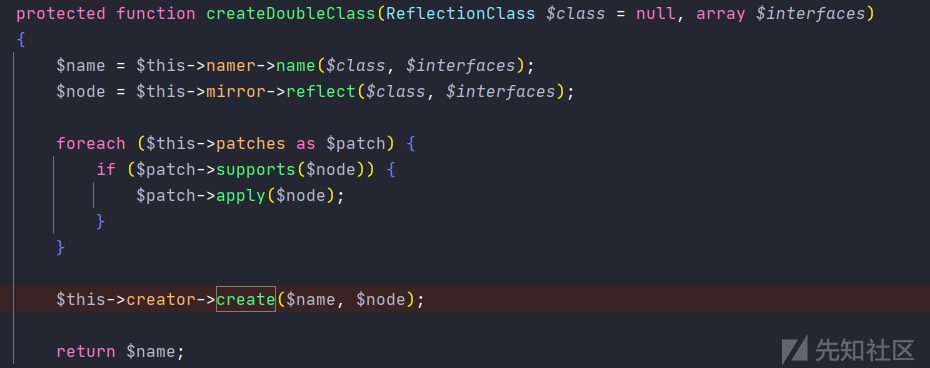 protected function createDoubleClass(ReflectionClass $class = null, array $interfaces)
{
    $name = $this->namer->name($class, $interfaces);
    $node = $this->mirror->reflect($class, $interfaces);

    foreach ($this->patches as $patch) {
        if ($patch->supports($node)) {
            $patch->apply($node);
        }
    }

    $this->creator->create($name, $node);

    return $name;
先知社区